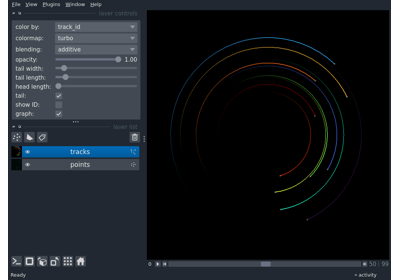 File View Plugins Window Help
layer controls
color by: track_id
colormap: turbo
blending: additive
opacity: 1.00
tail width:
tail length:
head length:
tail:
show ID:
graph:
layer list
tracks
points
50 99
Ready activity